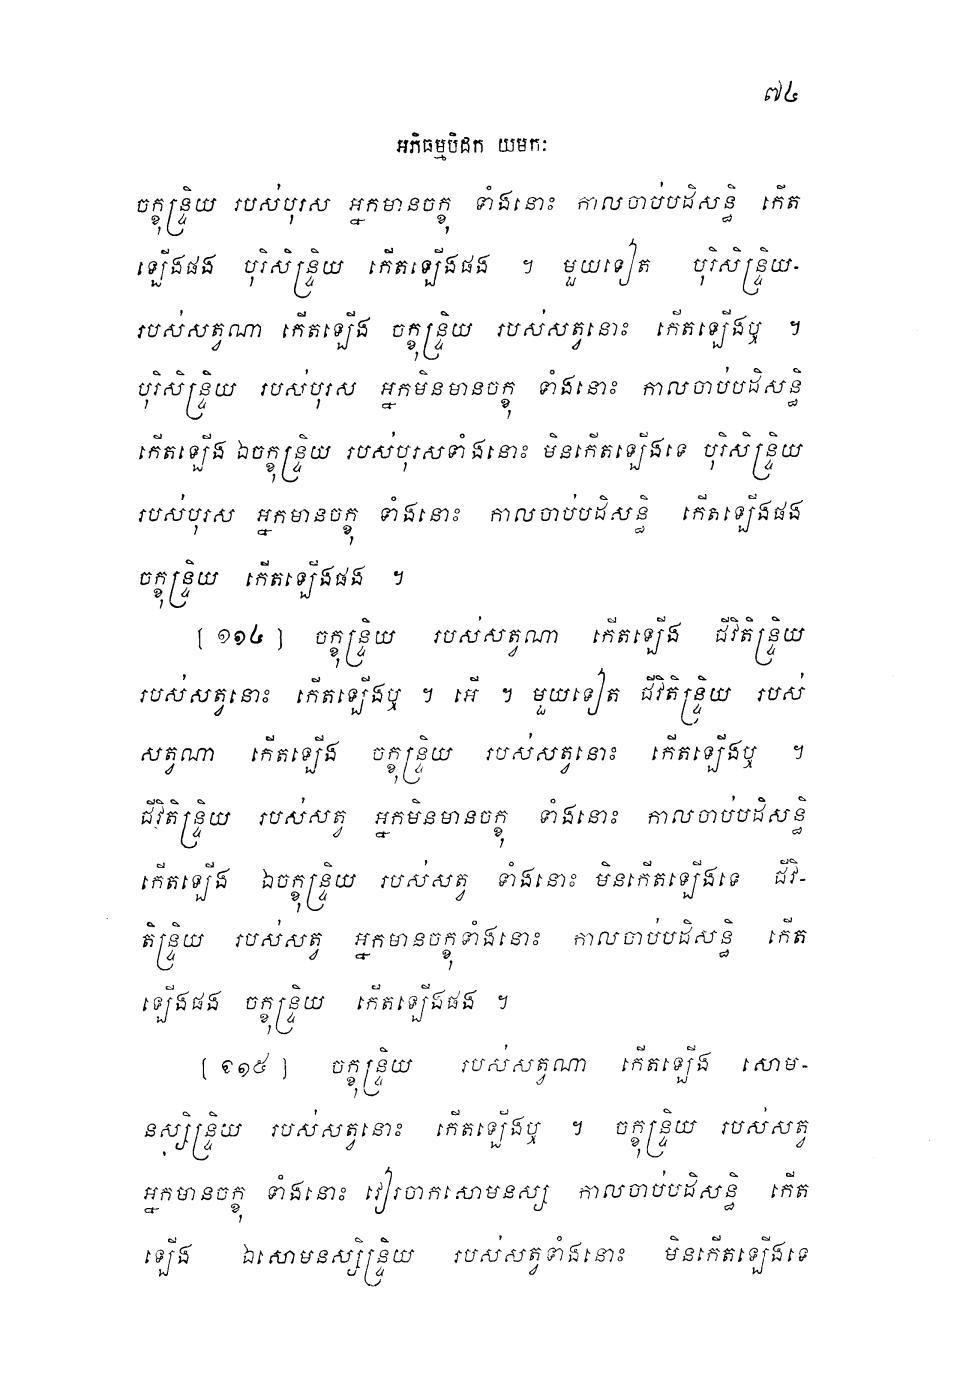 ៧៤
អភិធម្មបិដក យមកៈ
ចក្ខុន្ទ្រិយ របស់បុរស អ្នកមានចក្ខុ ទាំងនោះ កាលចាប់បដិសន្ធិ កើត
ឡើងផង បុរិសិន្ទ្រិយ កើតឡើងផង ។ មួយទៀត បុរិសិន្ទ្រិយ-
របស់សត្វណា កើតឡើង ចក្ខុន្ទ្រិយ របស់សត្វនោះ កើតឡើងឬ ។
បុរិសិន្ទ្រិយ របស់បុរស អ្នកមិនមានចក្ខុ ទាំងនោះ កាលចាប់បដិសន្ធិ
កើតឡើង ឯចក្ខុន្ទ្រិយ របស់បុរសទាំងនោះ មិនកើតឡើងទេ បុរិសិន្ទ្រិយ
របស់បុរស អ្នកមានចក្ខុ ទាំងនោះ កាលចាប់បដិសន្ធិ កើតឡើងផង
ចក្ខុន្ទ្រិយ កើតឡើងផង ។
[ ១១៤ ] ចក្ខុន្ទ្រិយ របស់សត្វណា កើតឡើង ជីវិតិន្ទ្រិយ
របស់សត្វនោះ កើតឡើងឬ ។ អើ ។ មួយទៀត ជីវិតិន្ទ្រិយ របស់
សត្វណា កើតឡើង ចក្ខុន្ទ្រិយ របស់សត្វនោះ កើតឡើងឬ ។
ជីវិតិន្ទ្រិយ របស់សត្វ អ្នកមិនមានចក្ខុ ទាំងនោះ កាលចាប់បដិសន្ធិ
កើតឡើង ឯចក្ខុន្ទ្រិយ របស់សត្វ ទាំងនោះ មិនកើតឡើងទេ ជីវិ-
តិន្ទ្រិយ របស់សត្វ អ្នកមានចក្ខុទាំងនោះ កាលចាប់បដិសន្ធិ កើត
ឡើងផង ចក្ខុន្ទ្រិយ កើតឡើងផង ។
[ ១១៥ ] ចក្ខុន្ទ្រិយ របស់សត្វណា កើតឡើង សោម-
នស្សិន្ទ្រិយ របស់សត្វនោះ កើតឡើងឬ ។ ចក្ខុន្ទ្រិយ របស់សត្វ
អ្នកមានចក្ខុ ទាំងនោះ វៀរចាកសោមនស្ស កាលចាប់បដិសន្ធិ កើត
ឡើង ឯសោមនស្សិន្ទ្រិយ របស់សត្វទាំងនោះ មិនកើតឡើងទេ